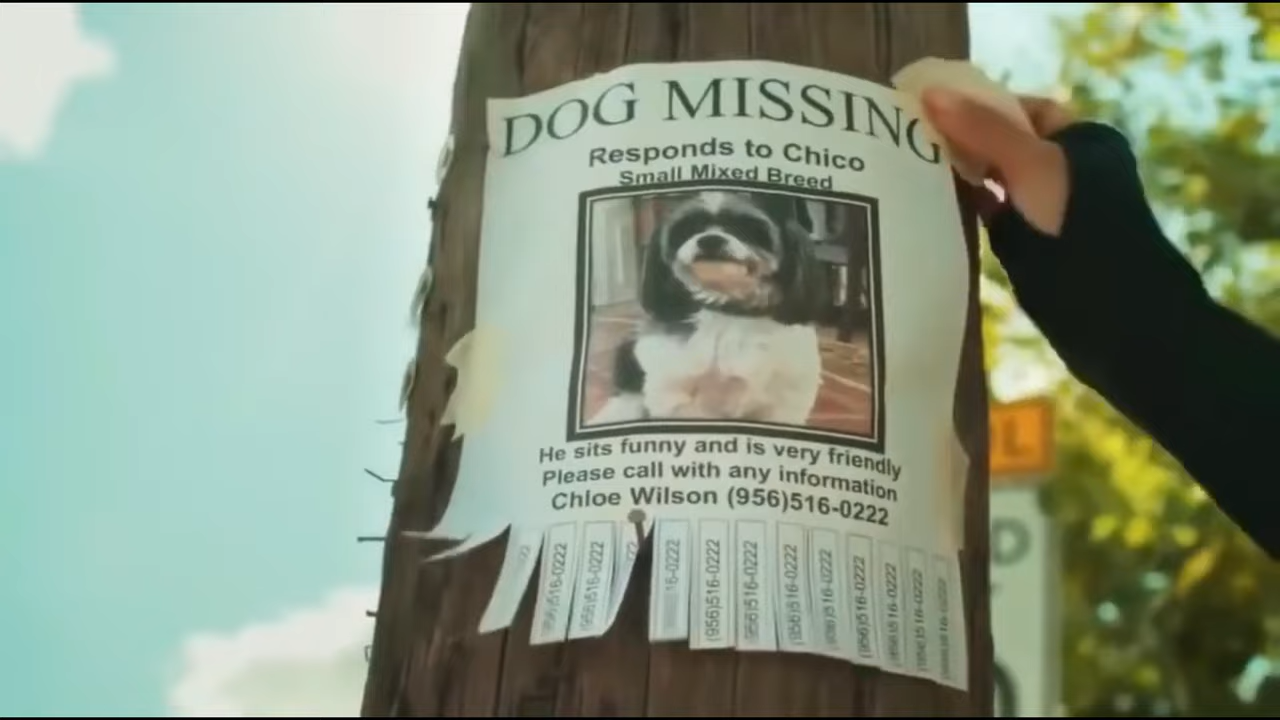 DOG MISSING
Responds to Chico
Small Mixed Breed
He sits funny and is very friendly
Please call with any information
Chloe Wilson (956)516-0222
(956)516-0222
(956)516-0222
(956)516-0222
(956)516-0222
(956)516-0222
(956)516-0222
(956)516-0222
(956)516-0222
(956)516-0222